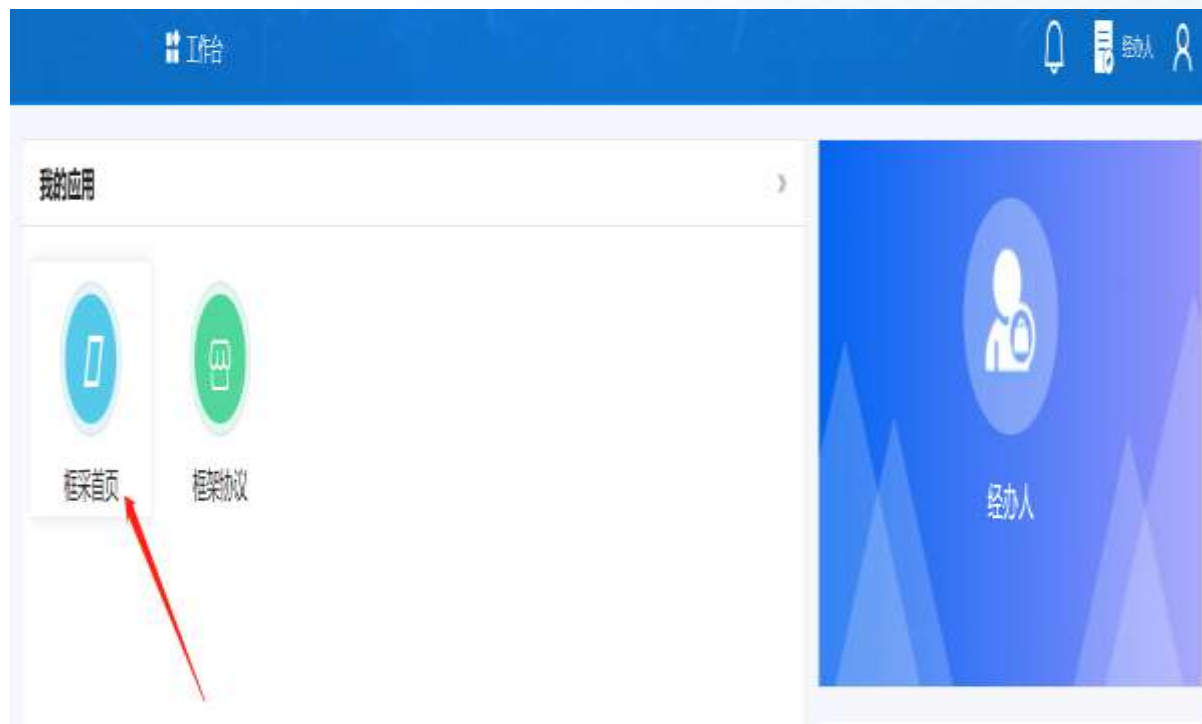 工作台
经办人
我的应用
框采首页
框架协议
经办人